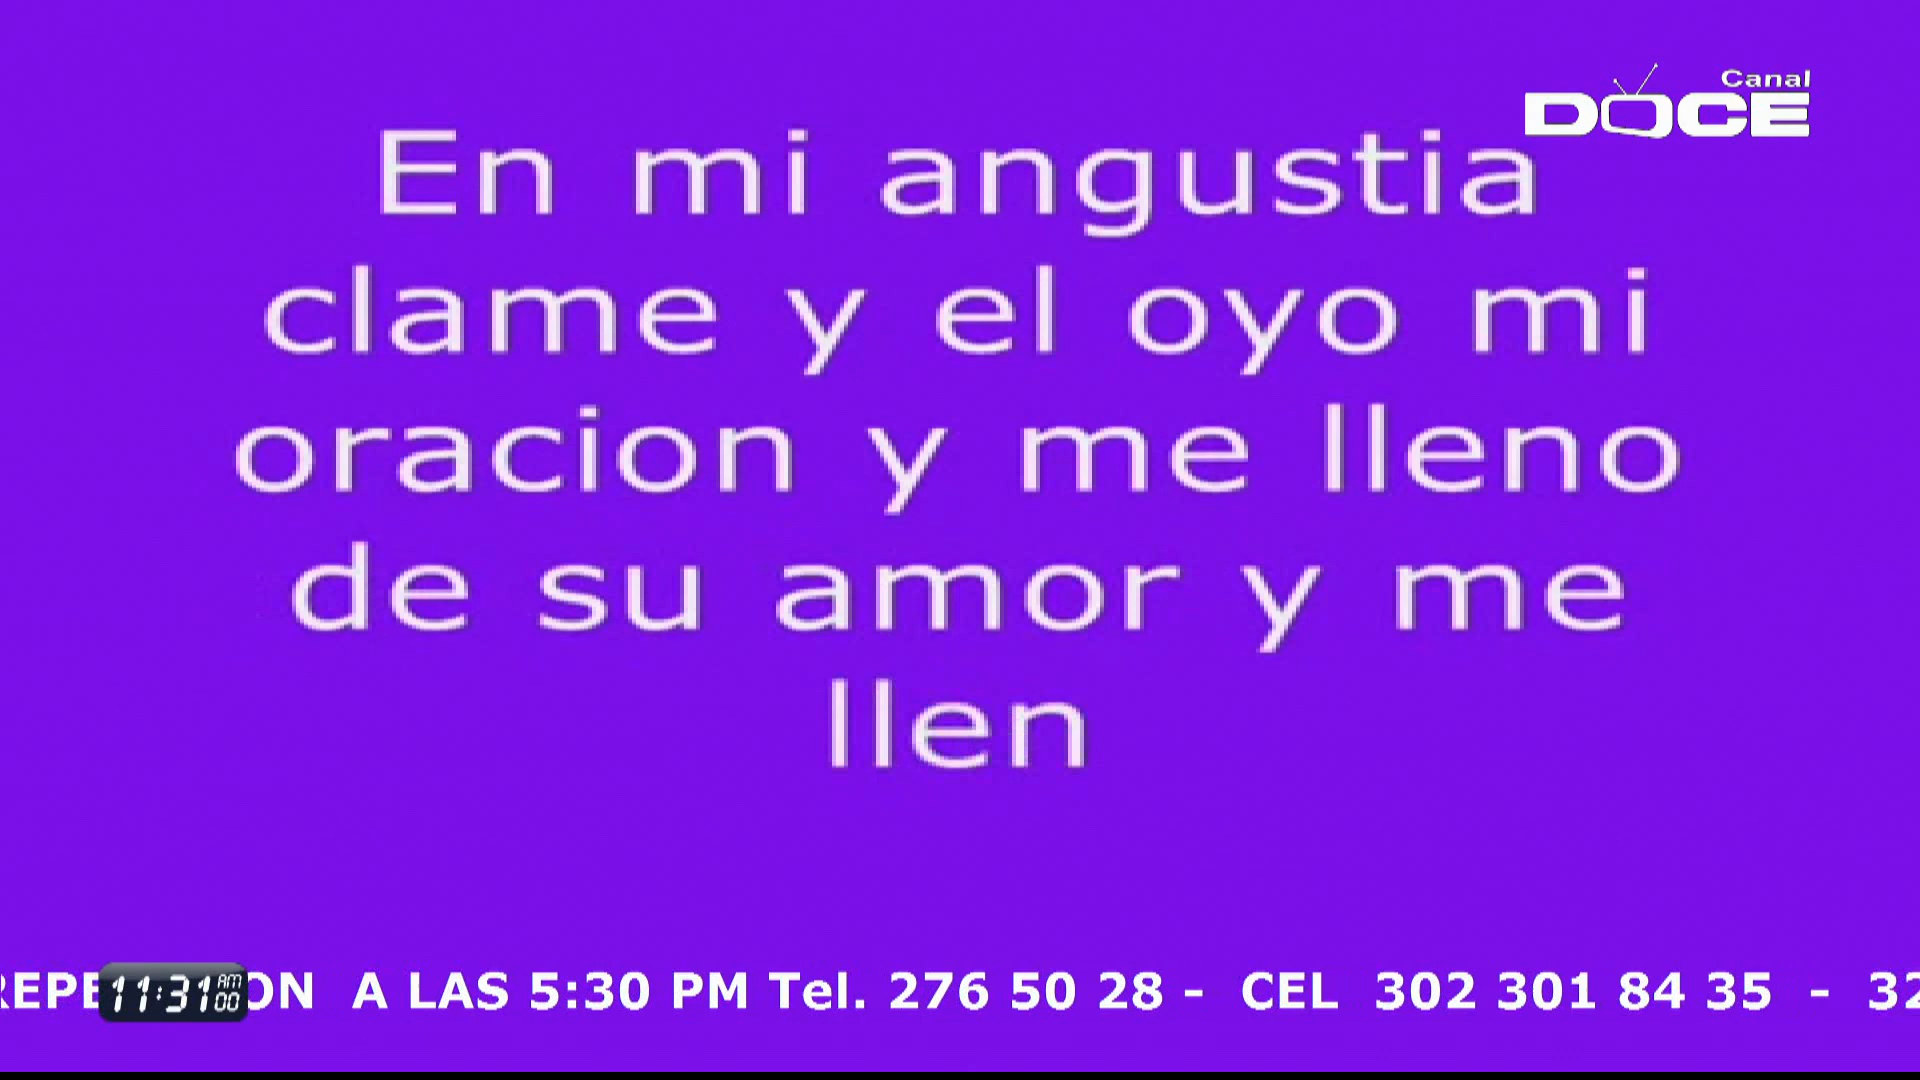 Canal
DOCE
En mi angustia
clame y el oyo mi
oracion y me lleno
de su amor y me
llen
A LAS 5:30 PM Tel. 276 50 28 - CEL 302 301 84 35 -
11:31 AM 00